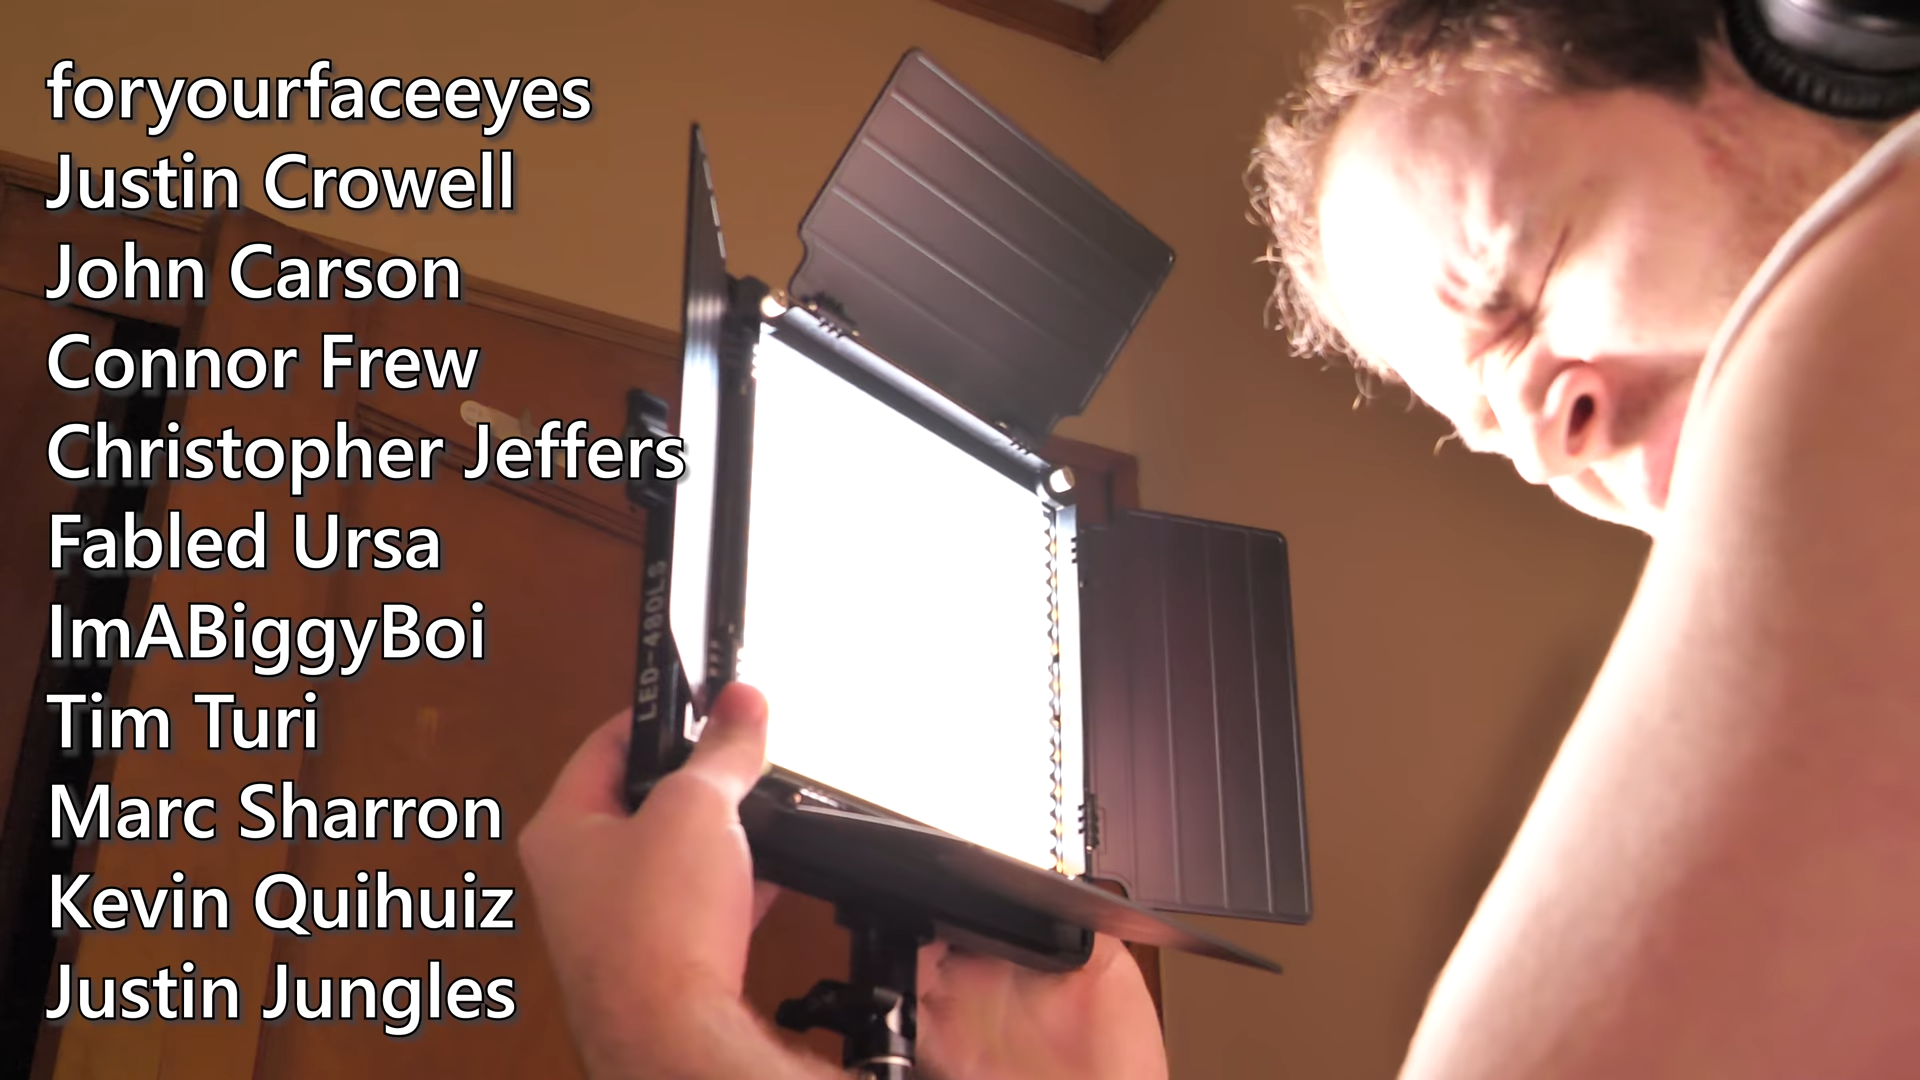 foryourfaceeyes
Justin Crowell
John Carson
Connor Frew
Christopher Jeffers
Fabled Ursa
ImABiggyBoi
Tim Turi
Marc Sharron
Kevin Quihuiz
Justin Jungles
LED-480LS